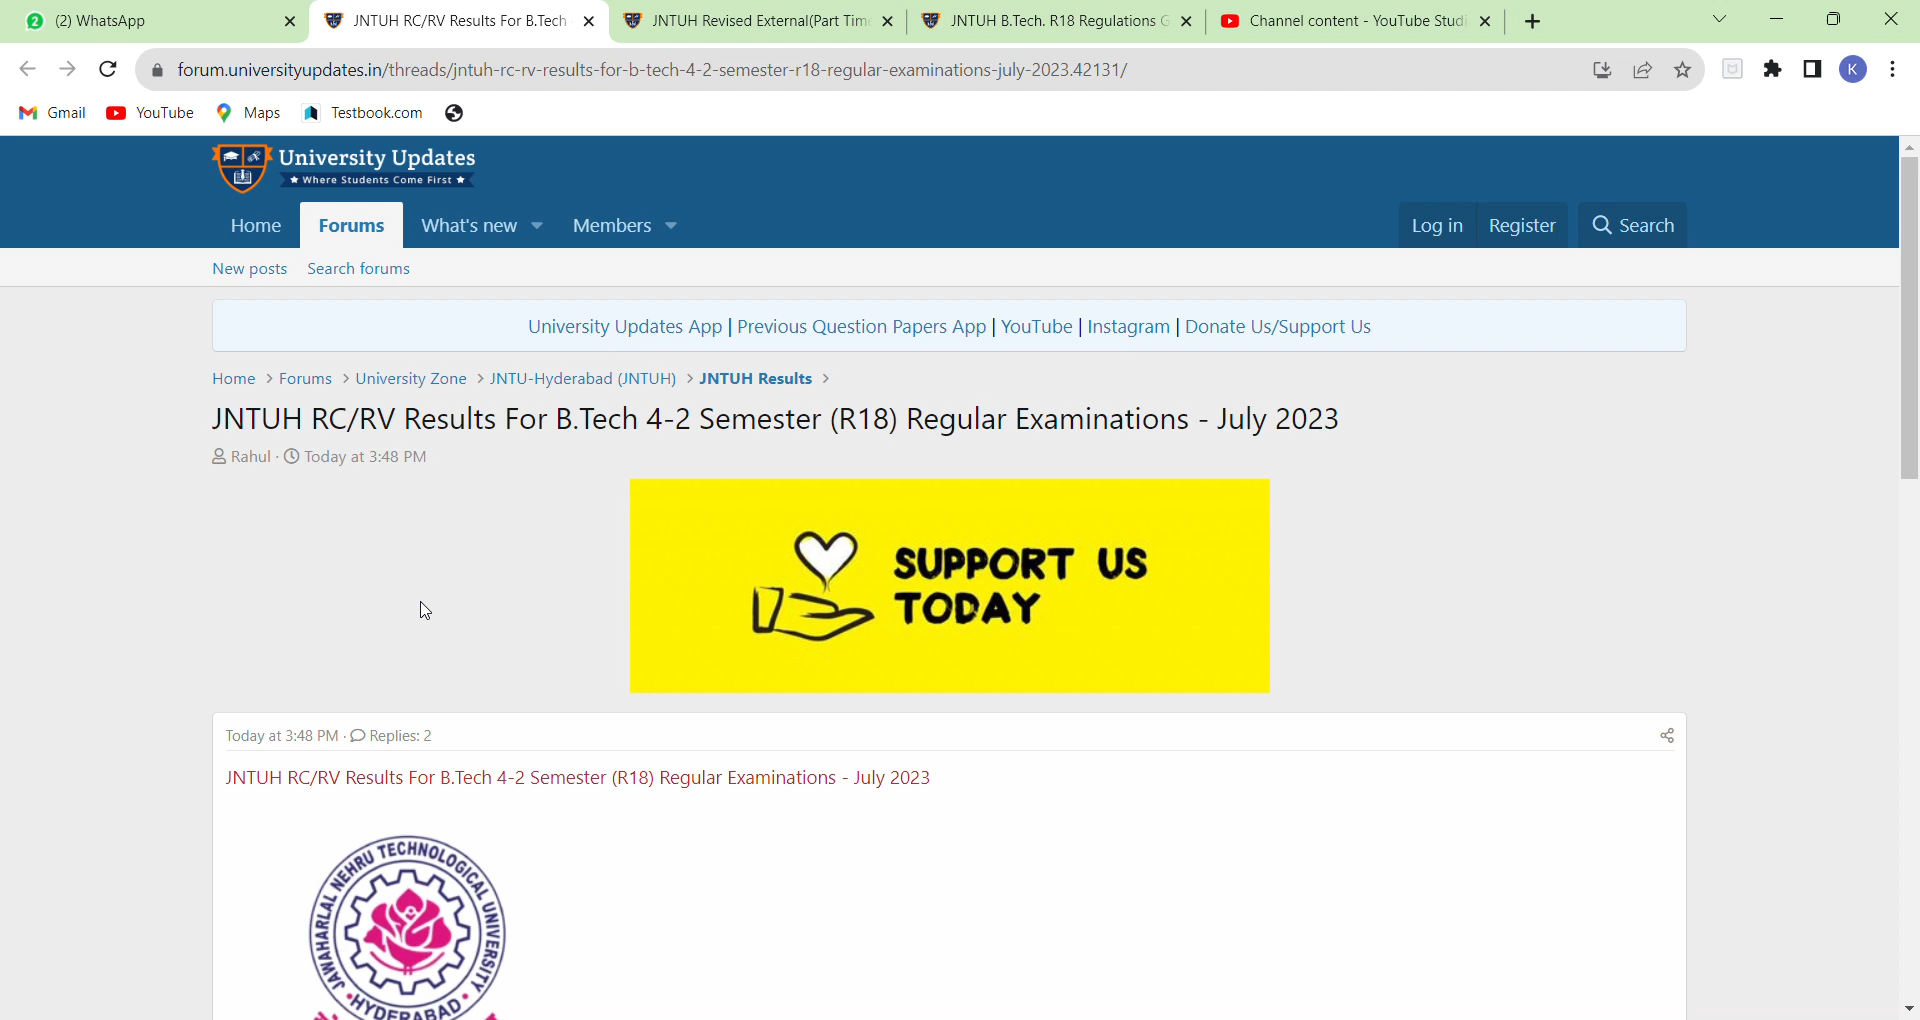 (2) WhatsApp
JNTUH RC/RV Results For B.Tech
JNTUH Revised External(Part Time
JNTUH B.Tech. R18 Regulations G
Channel content - YouTube Studi
forum.universityupdates.in/threads/jntuh-rc-rv-results-for-b-tech-4-2-semester-r18-regular-examinations-july-2023.42131/
K
Gmail
YouTube
Maps
Testbook.com
University Updates
★ Where Students Come First ★
Home
Forums
What's new
Members
Log in
Register
Search
New posts
Search forums
University Updates App | Previous Question Papers App | YouTube | Instagram | Donate Us/Support Us
Home > Forums > University Zone > JNTU-Hyderabad (JNTUH) > JNTUH Results >
JNTUH RC/RV Results For B.Tech 4-2 Semester (R18) Regular Examinations - July 2023
Rahul · Today at 3:48 PM
SUPPORT US
TODAY
Today at 3:48 PM · Replies: 2
JNTUH RC/RV Results For B.Tech 4-2 Semester (R18) Regular Examinations - July 2023
JAWAHARLAL NEHRU TECHNOLOGICAL UNIVERSITY
HYDERABAD